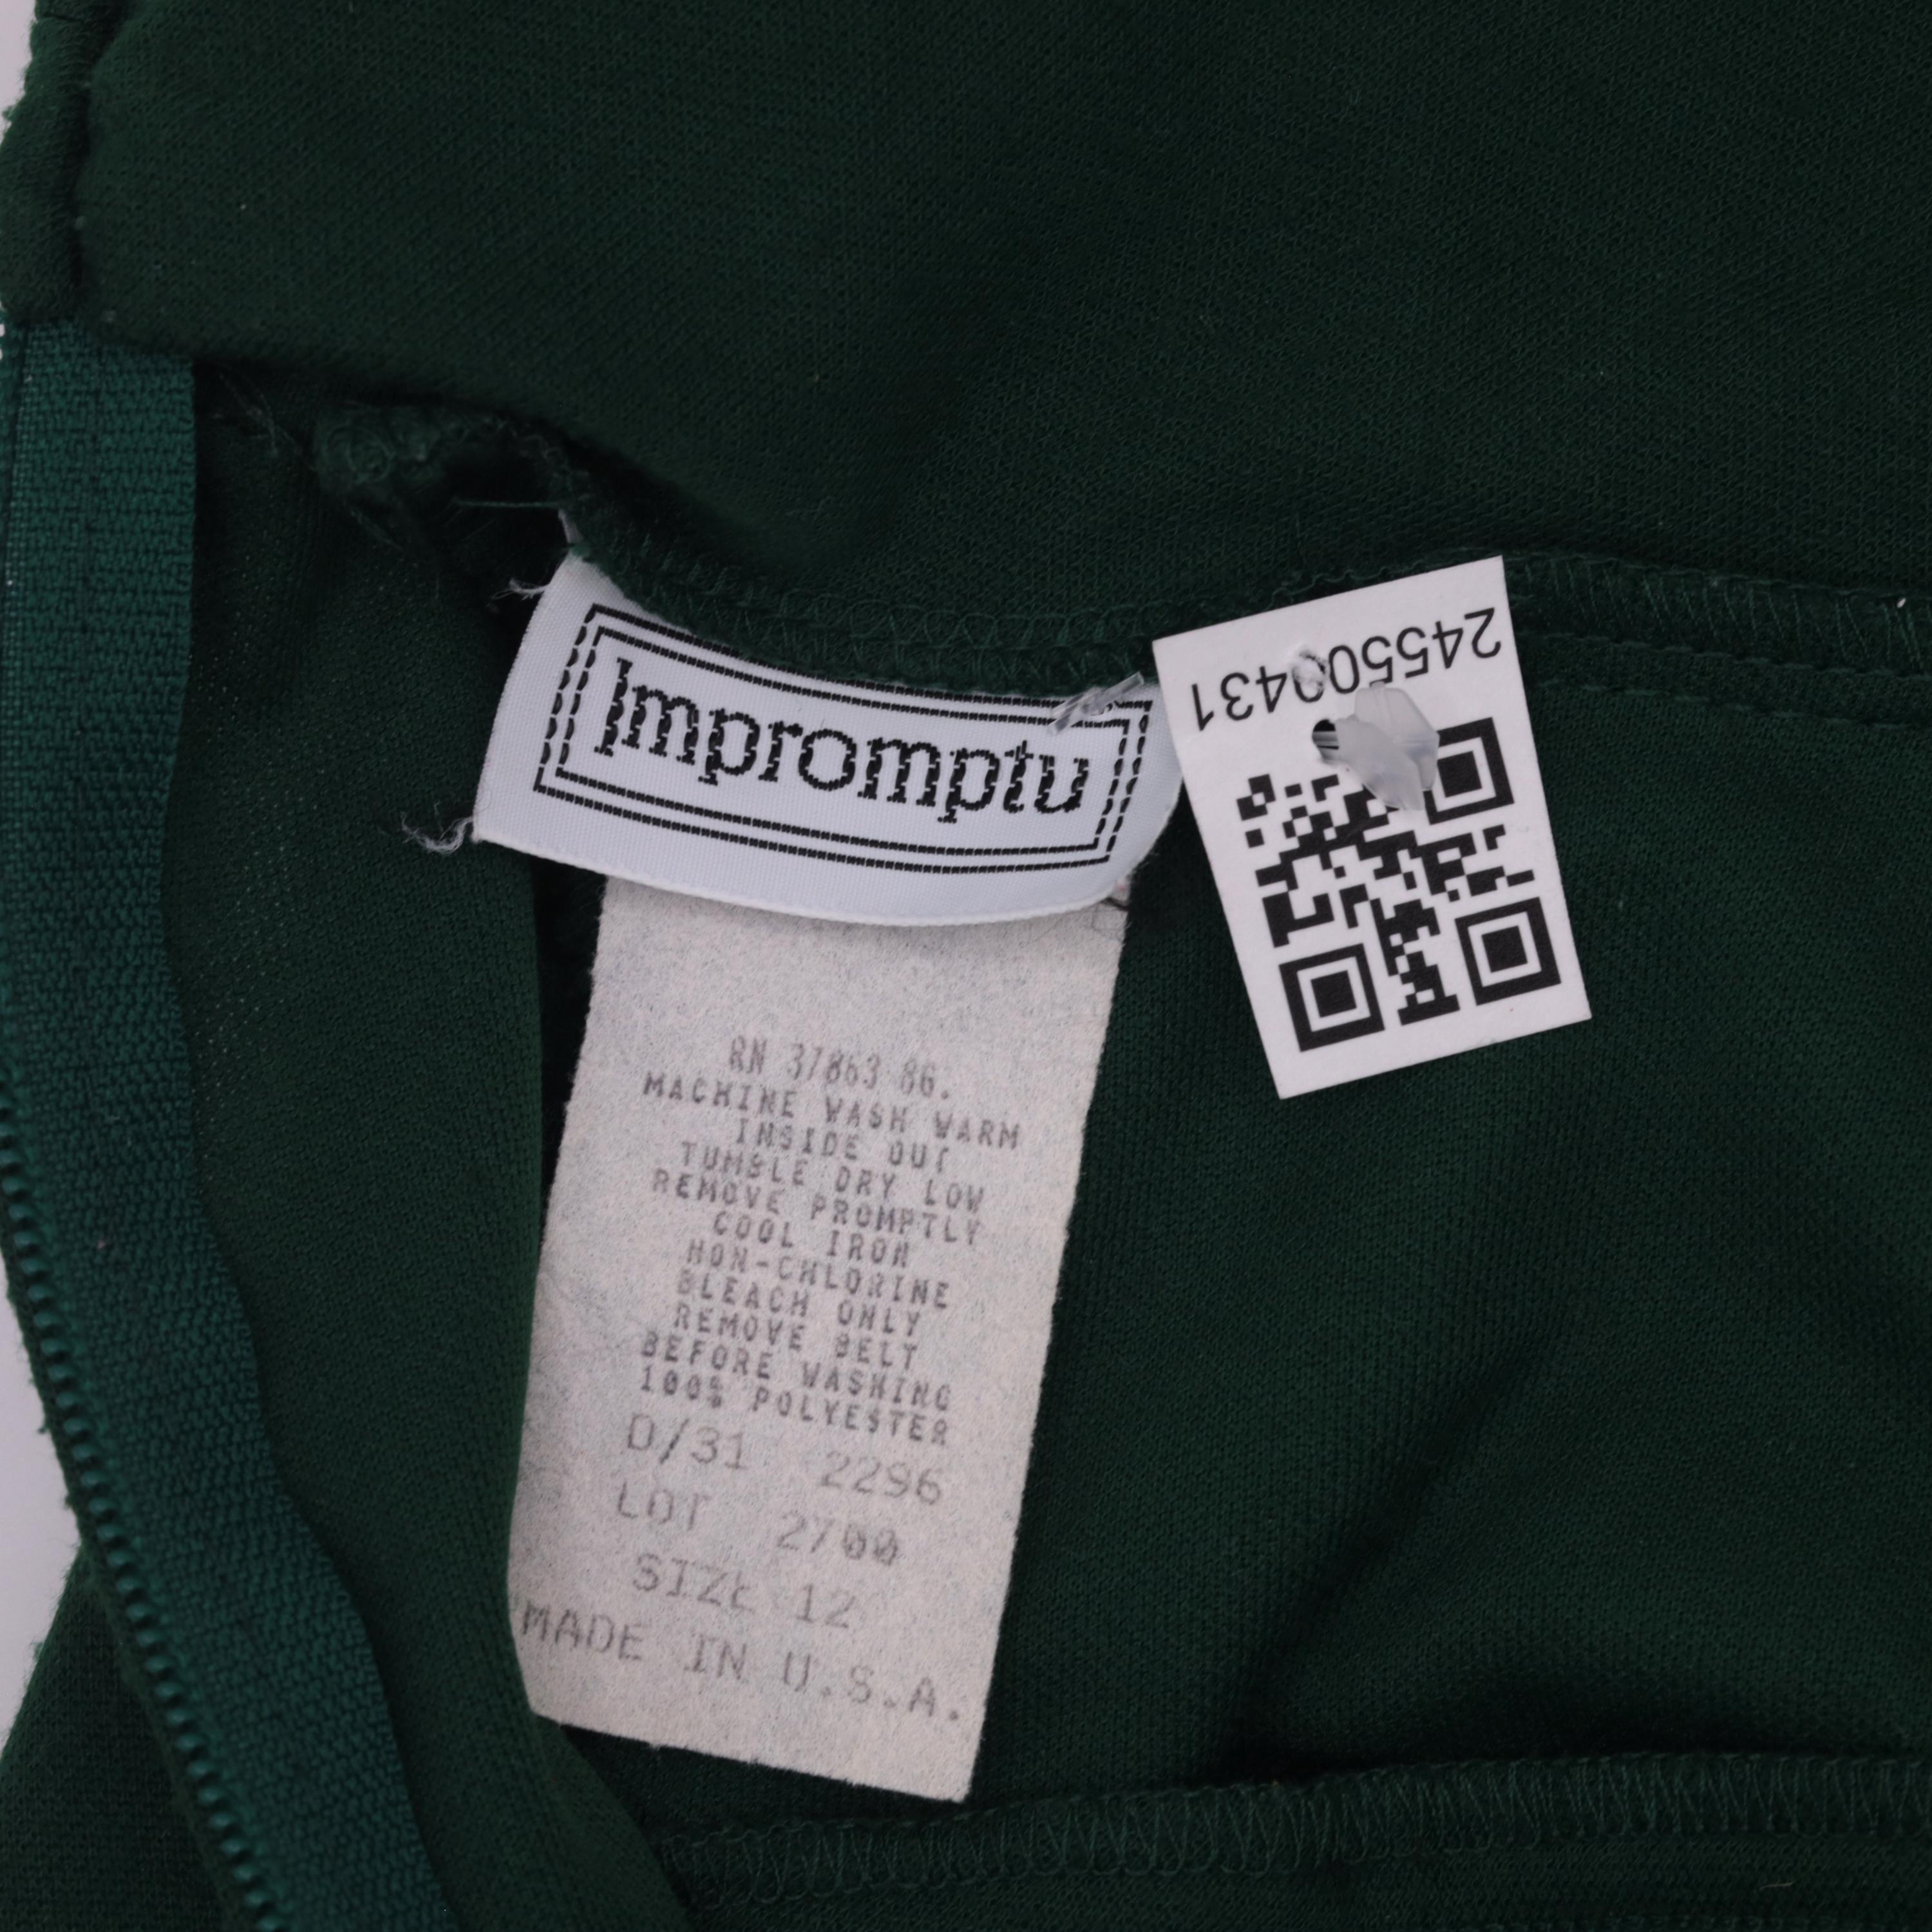 Impromptu
245500431
RN 37863 86.
MACHINE WASH WARM
INSIDE OUT
TUMBLE DRY LOW
REMOVE PROMPTLY
COOL IRON
NON-CHLORINE
BLEACH ONLY
REMOVE BELT
BEFORE WASHING
100% POLYESTER
D/31 2296
LOT 2700
SIZE 12
MADE IN U.S.A.